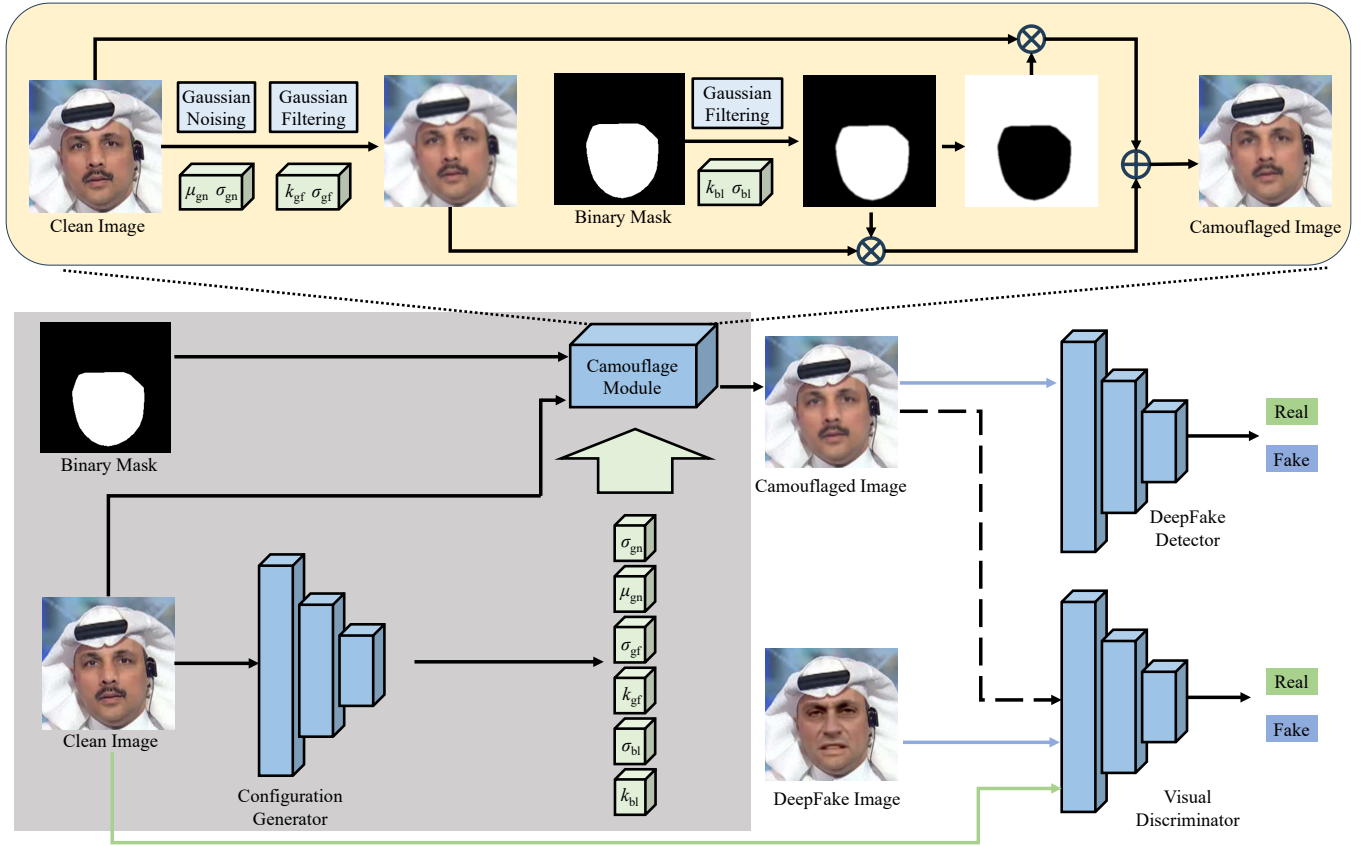 Gaussian
Noising
Gaussian
Filtering
μgn σgn
kgf σgf
Clean Image
Gaussian
Filtering
kbl σbl
Binary Mask
Camouflaged Image
Binary Mask
Camouflage
Module
Camouflaged Image
Real
Fake
DeepFake
Detector
σgn
μgn
σgf
kgf
σbl
kbl
Clean Image
Configuration
Generator
DeepFake Image
Real
Fake
Visual
Discriminator